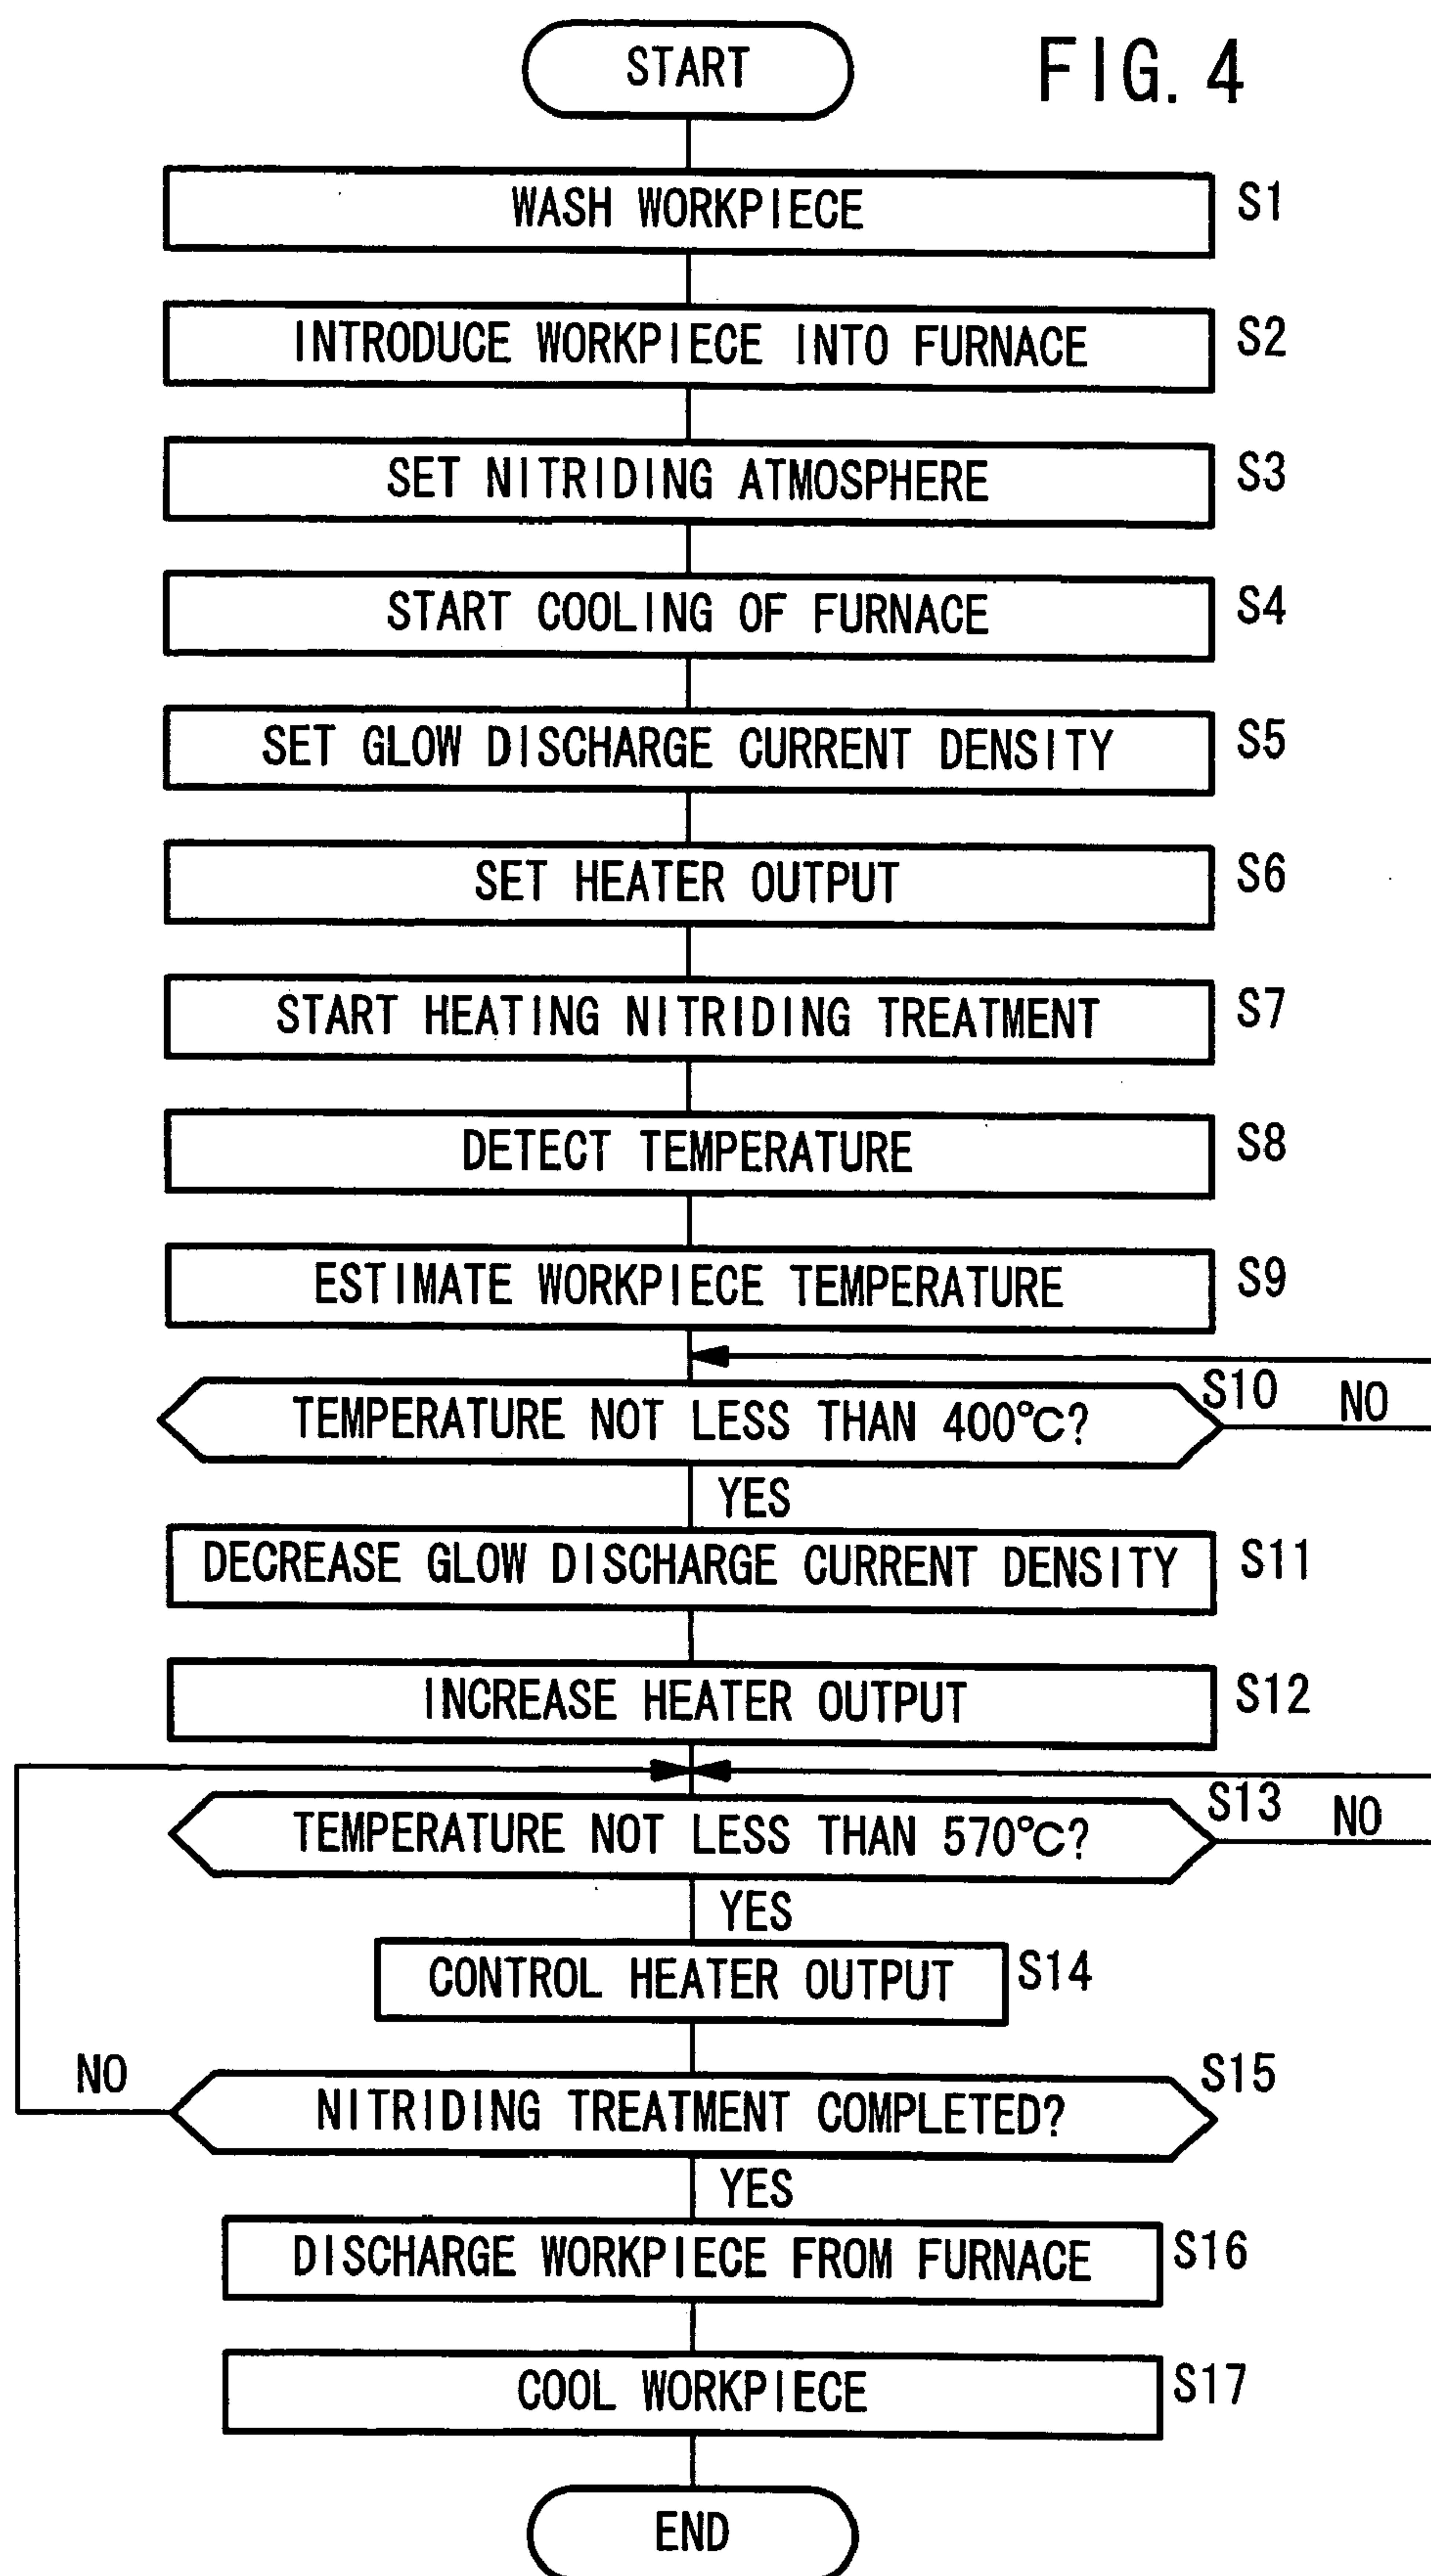 START
FIG. 4
WASH WORKPIECE S1
INTRODUCE WORKPIECE INTO FURNACE S2
SET NITRIDING ATMOSPHERE S3
START COOLING OF FURNACE S4
SET GLOW DISCHARGE CURRENT DENSITY S5
SET HEATER OUTPUT S6
START HEATING NITRIDING TREATMENT S7
DETECT TEMPERATURE S8
ESTIMATE WORKPIECE TEMPERATURE S9
TEMPERATURE NOT LESS THAN 400°C? S10 NO
YES
DECREASE GLOW DISCHARGE CURRENT DENSITY S11
INCREASE HEATER OUTPUT S12
TEMPERATURE NOT LESS THAN 570°C? S13 NO
YES
CONTROL HEATER OUTPUT S14
NO NITRIDING TREATMENT COMPLETED? S15
YES
DISCHARGE WORKPIECE FROM FURNACE S16
COOL WORKPIECE S17
END